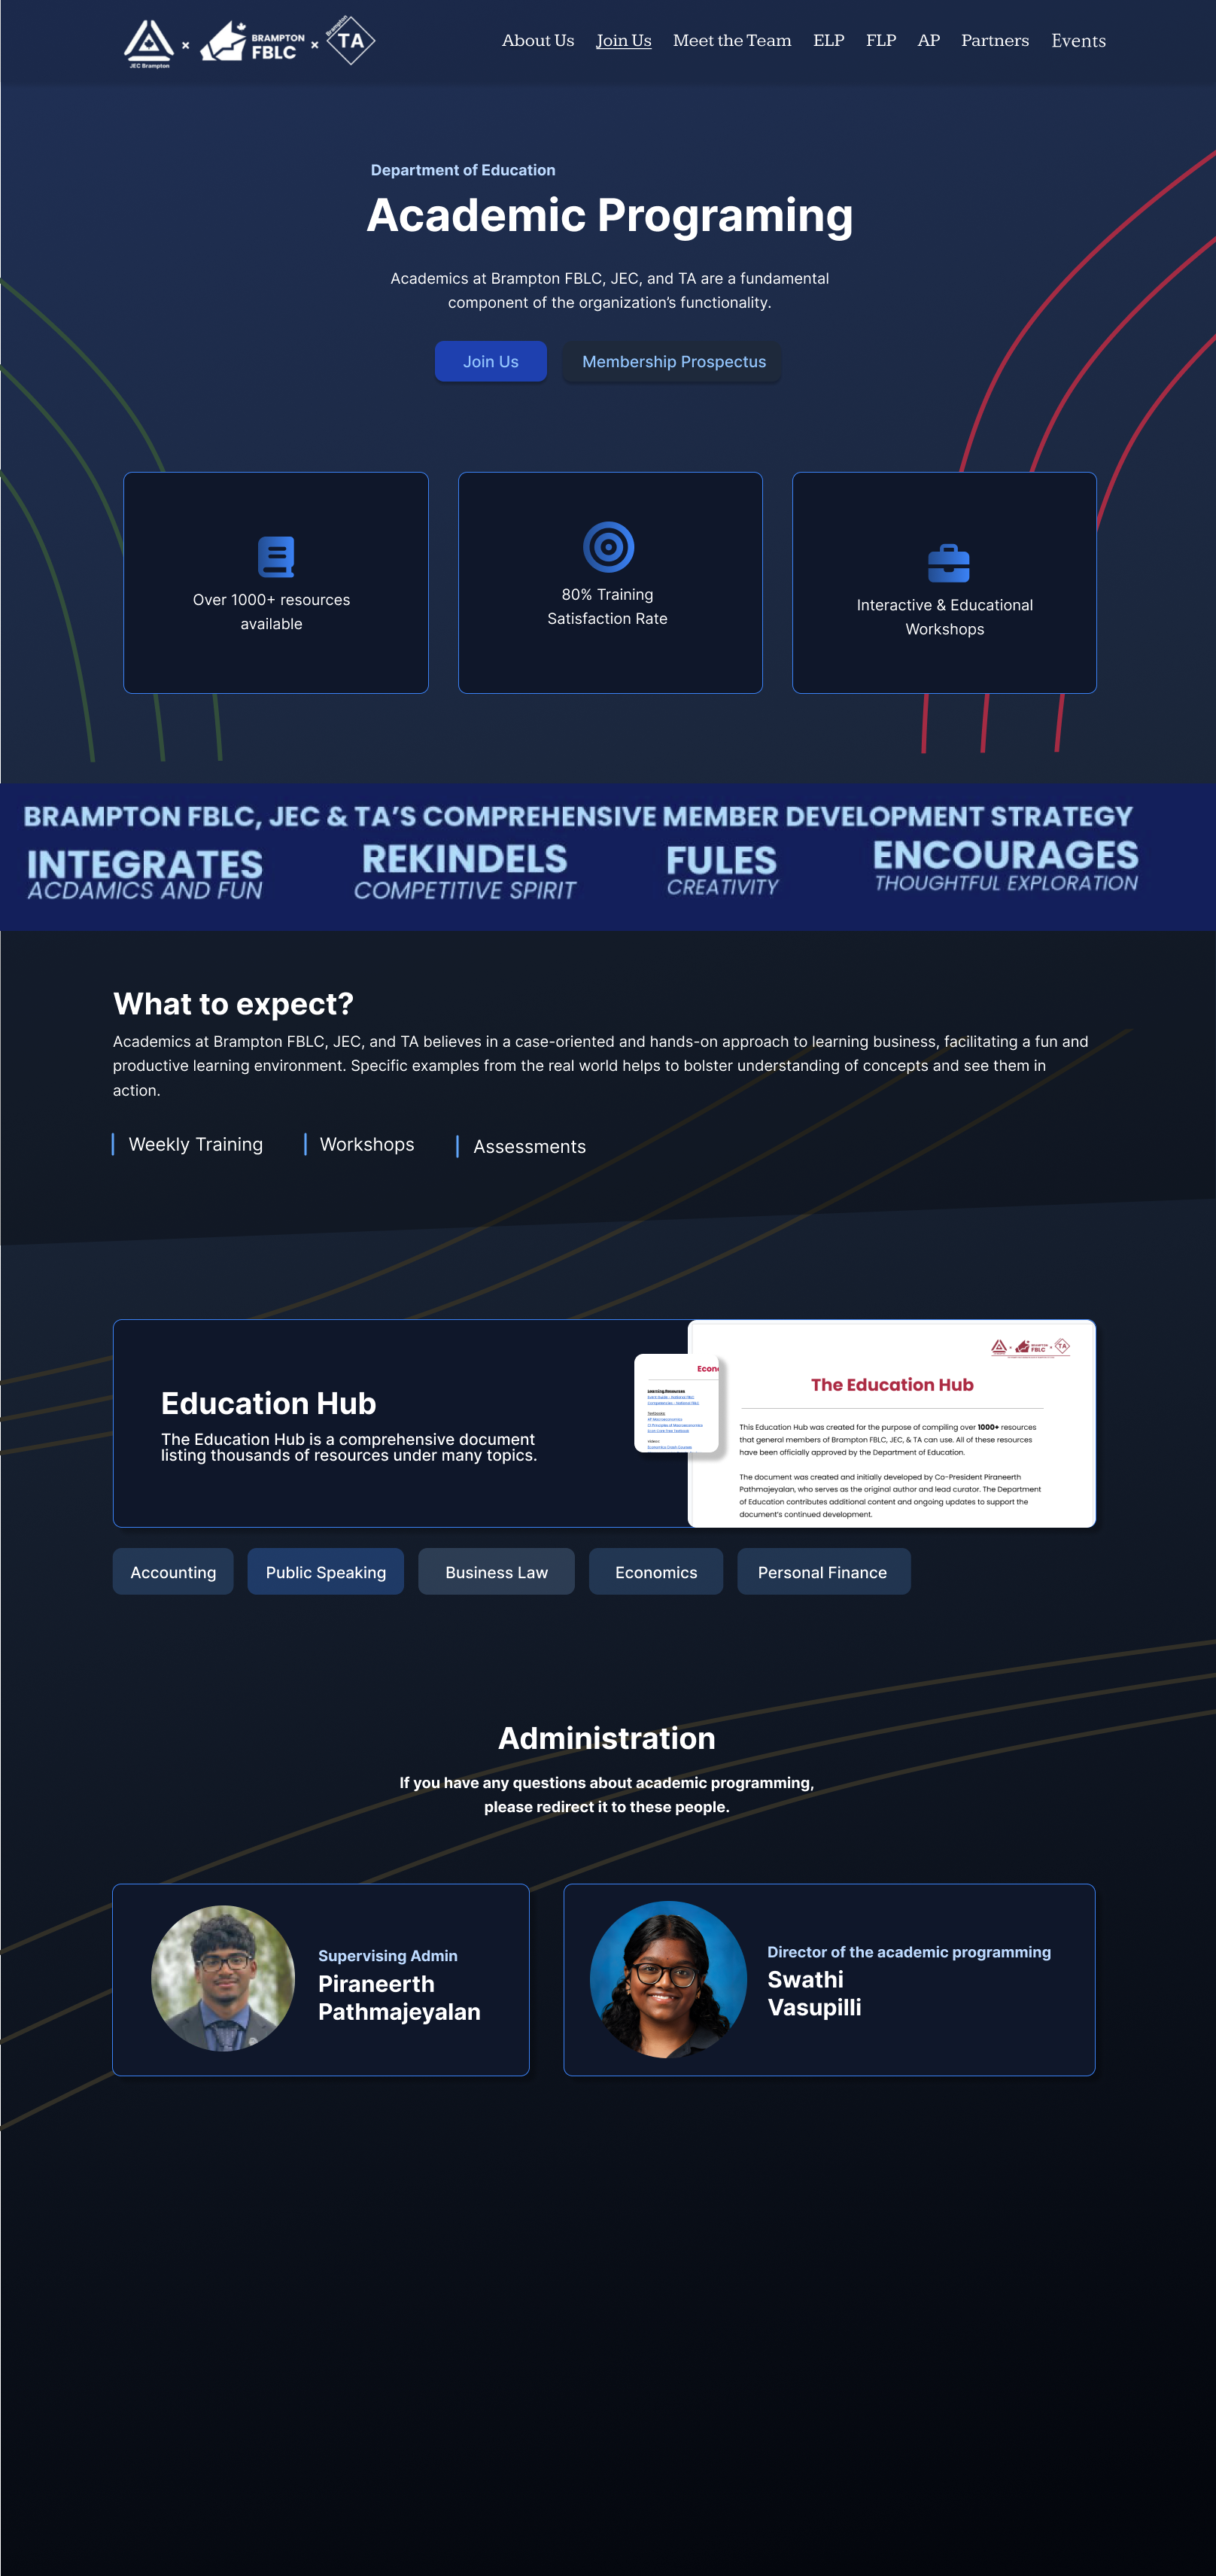 JEC Brampton
×
BRAMPTON
FBLC
×
Brampton
TA
About Us
Join Us
Meet the Team
ELP
FLP
AP
Partners
Events
Department of Education
Academic Programing
Academics at Brampton FBLC, JEC, and TA are a fundamental
component of the organization’s functionality.
Join Us
Membership Prospectus
Over 1000+ resources
available
80% Training
Satisfaction Rate
Interactive & Educational
Workshops
BRAMPTON FBLC, JEC & TA’S COMPREHENSIVE MEMBER DEVELOPMENT STRATEGY
INTEGRATES
ACDAMICS AND FUN
REKINDELS
COMPETITIVE SPIRIT
FULES
CREATIVITY
ENCOURAGES
THOUGHTFUL EXPLORATION
What to expect?
Academics at Brampton FBLC, JEC, and TA believes in a case-oriented and hands-on approach to learning business, facilitating a fun and
productive learning environment. Specific examples from the real world helps to bolster understanding of concepts and see them in
action.
Weekly Training
Workshops
Assessments
Education Hub
The Education Hub is a comprehensive document
listing thousands of resources under many topics.
Econ
Learning Resources
Textbooks
AP Macroeconomics
Videos
Economics Crash Courses
BRAMPTON
FBLC
TA
The Education Hub
This Education Hub was created for the purpose of compiling over 1000+ resources
that general members of Brampton FBLC, JEC, & TA can use. All of these resources
have been officially approved by the Department of Education.
The document was created and initially developed by Co-President Piraneerth
Pathmajeyalan, who serves as the original author and lead curator. The Department
of Education contributes additional content and ongoing updates to support the
document’s continued development.
Accounting
Public Speaking
Business Law
Economics
Personal Finance
Administration
If you have any questions about academic programming,
please redirect it to these people.
Supervising Admin
Piraneerth
Pathmajeyalan
Director of the academic programming
Swathi
Vasupilli